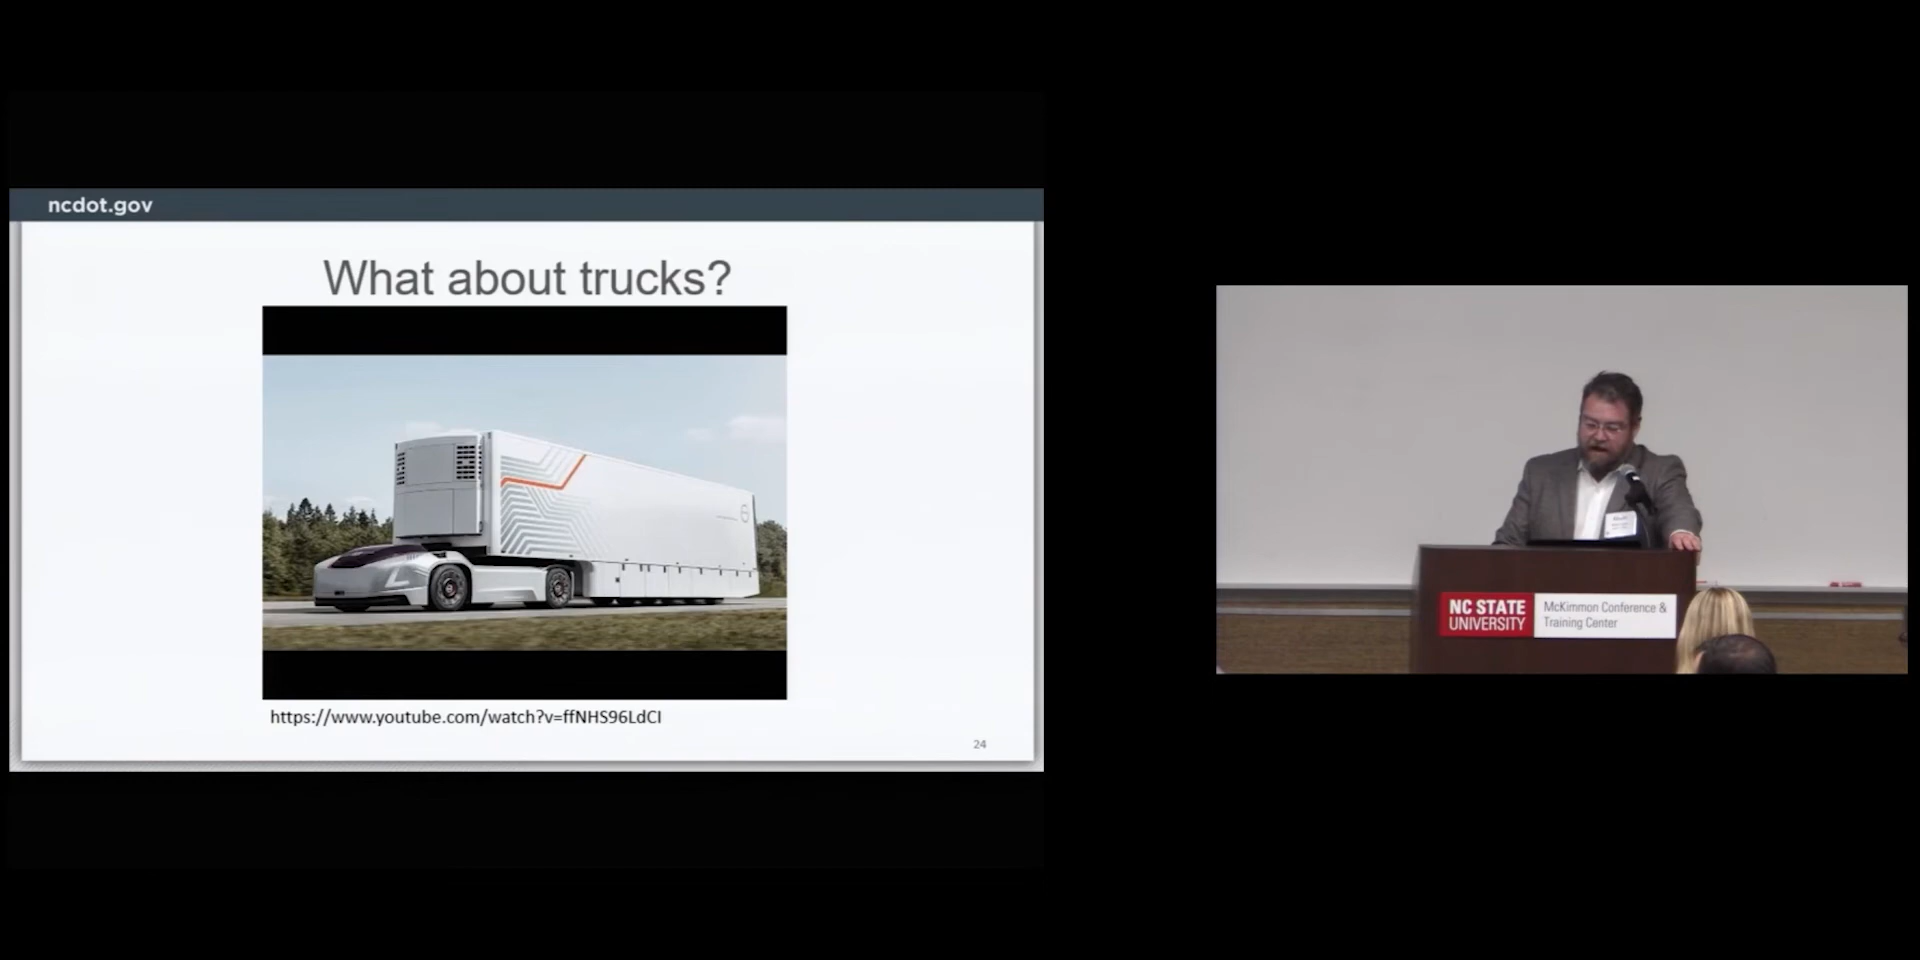 ncdot.gov
What about trucks?
https://www.youtube.com/watch?v=ffNHS96LdCI
24
NC STATE
UNIVERSITY
McKimmon Conference &
Training Center